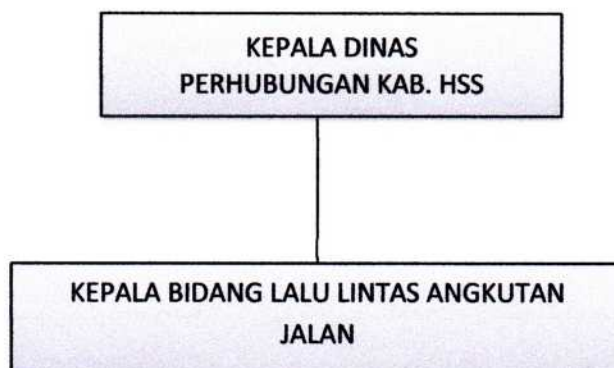 KEPALA DINAS
PERHUBUNGAN KAB. HSS
KEPALA BIDANG LALU LINTAS ANGKUTAN
JALAN